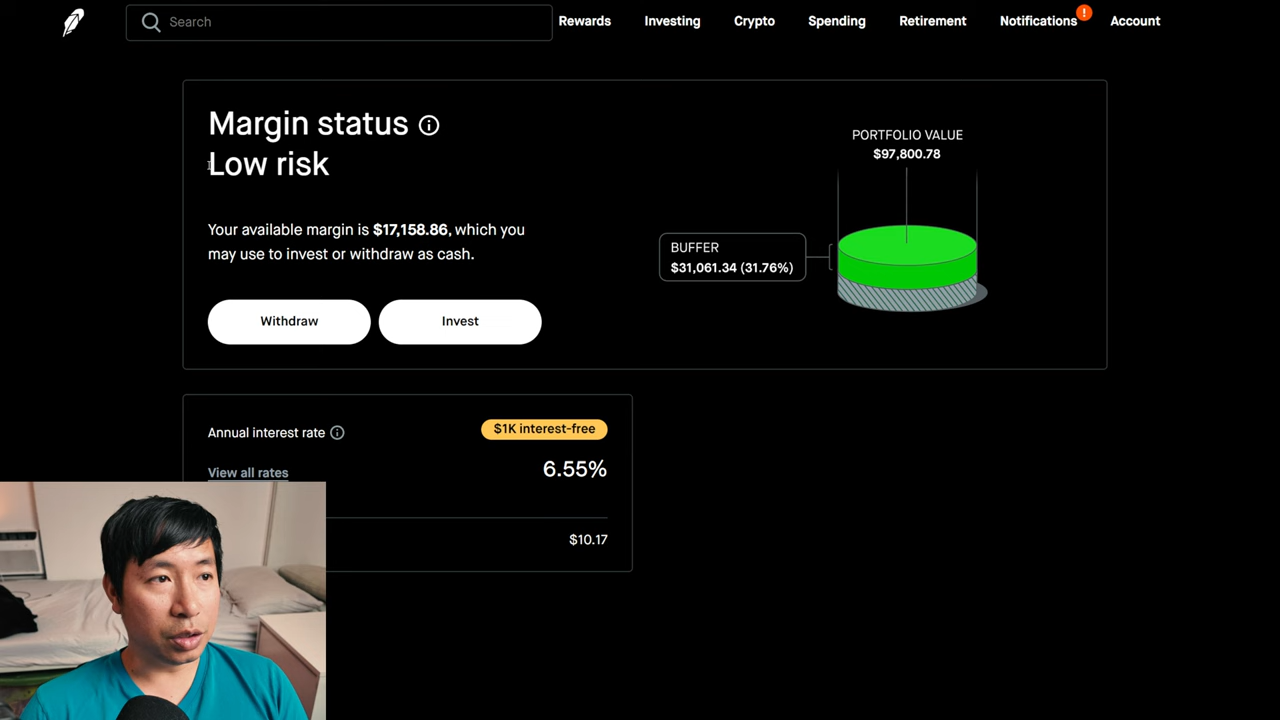 Search
Rewards
Investing
Crypto
Spending
Retirement
Notifications
!
Account
Margin status
Low risk
Your available margin is $17,158.86, which you
may use to invest or withdraw as cash.
Withdraw
Invest
PORTFOLIO VALUE
$97,800.78
BUFFER
$31,061.34 (31.76%)
Annual interest rate
$1K interest-free
View all rates
6.55%
$10.17